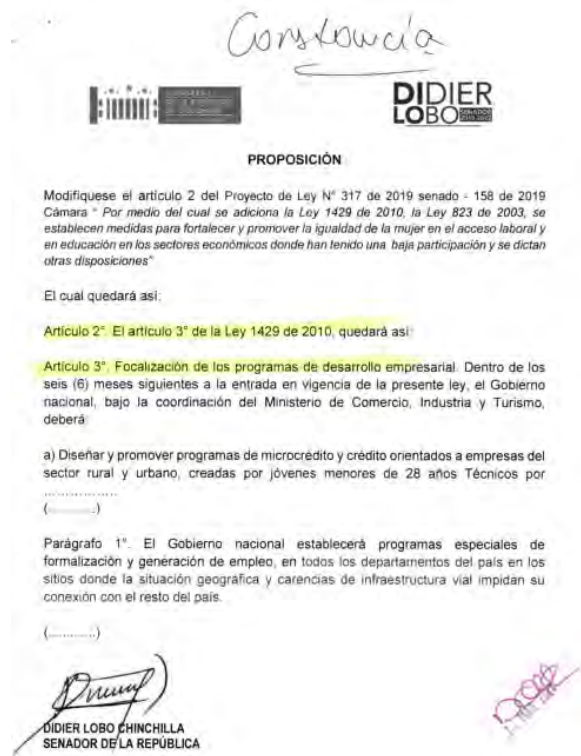 Constancia
DIDIER
LOBO
PROPOSICIÓN
Modifíquese el artículo 2 del Proyecto de Ley N° 317 de 2019 senado - 158 de 2019
Cámara " Por medio del cual se adiciona la Ley 1429 de 2010, la Ley 823 de 2003, se
establecen medidas para fortalecer y promover la igualdad de la mujer en el acceso laboral y
en educación en los sectores económicos donde han tenido una baja participación y se dictan
otras disposiciones"
El cual quedará así:
Artículo 2°. El artículo 3° de la Ley 1429 de 2010, quedará así:
Artículo 3°. Focalización de los programas de desarrollo empresarial. Dentro de los
seis (6) meses siguientes a la entrada en vigencia de la presente ley, el Gobierno
nacional, bajo la coordinación del Ministerio de Comercio, Industria y Turismo,
deberá:
a) Diseñar y promover programas de microcrédito y crédito orientados a empresas del
sector rural y urbano, creadas por jóvenes menores de 28 años Técnicos por
..................
(............)
Parágrafo 1°. El Gobierno nacional establecerá programas especiales de
formalización y generación de empleo, en todos los departamentos del país en los
sitios donde la situación geográfica y carencias de infraestructura vial impidan su
conexión con el resto del país.
(............)
DIDIER LOBO CHINCHILLA
SENADOR DE LA REPÚBLICA